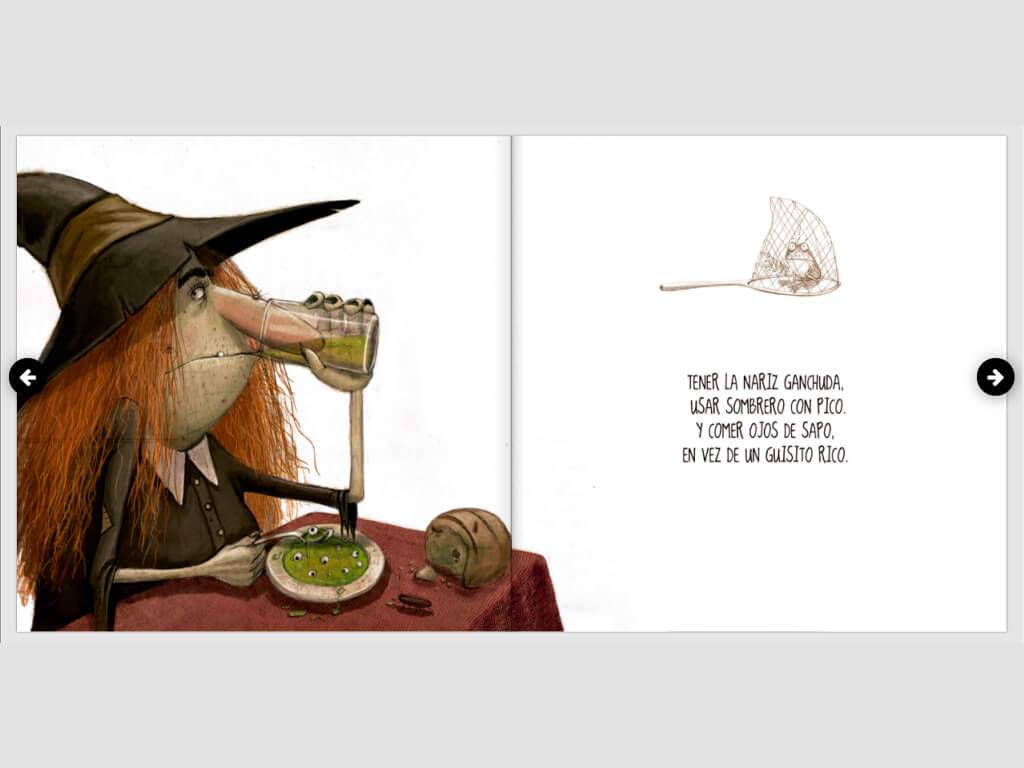 TENER LA NARIZ GANCHUDA,
USAR SOMBRERO CON PICO.
Y COMER OJOS DE SAPO,
EN VEZ DE UN GUISITO RICO.